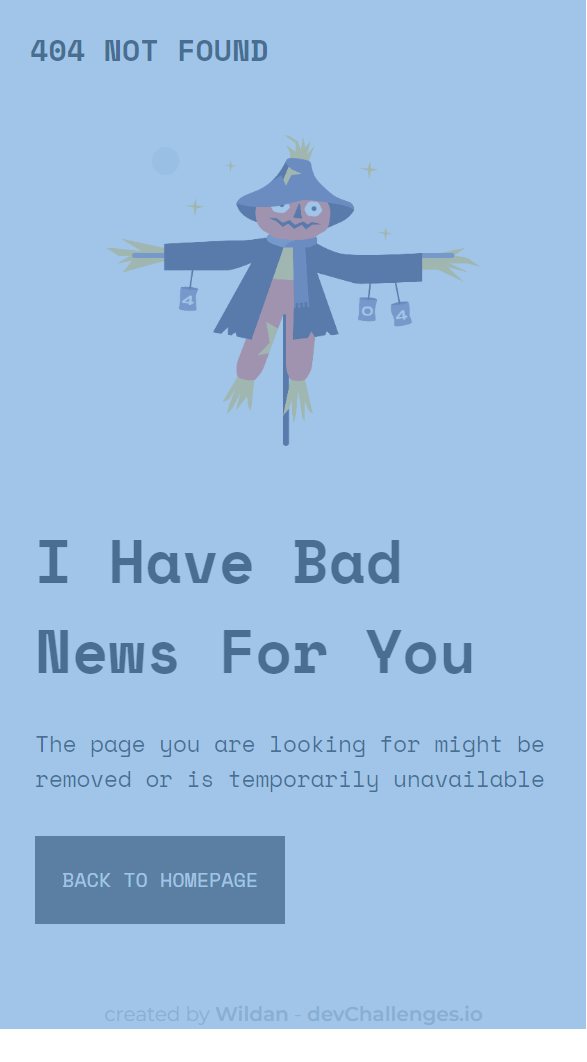 404 NOT FOUND
4
0
4
I Have Bad
News For You
The page you are looking for might be
removed or is temporarily unavailable
BACK TO HOMEPAGE
created by Wildan - devChallenges.io